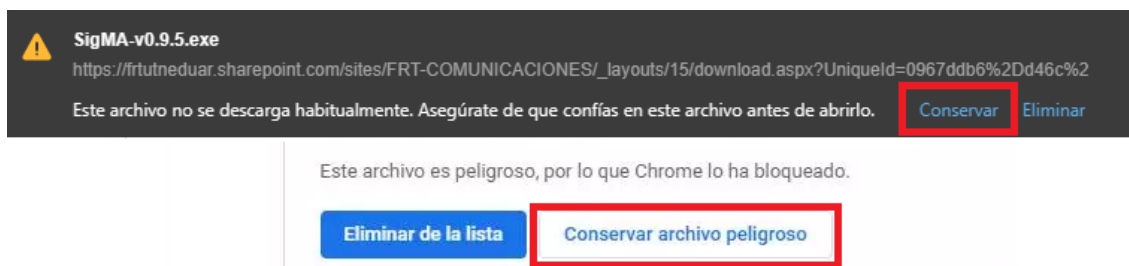 SigMA-v0.9.5.exe
https://frtutneduar.sharepoint.com/sites/FRT-COMUNICACIONES/_layouts/15/download.aspx?UniqueId=0967ddb6%2Dd46c%2
Este archivo no se descarga habitualmente. Asegúrate de que confías en este archivo antes de abrirlo. Conservar Eliminar
Este archivo es peligroso, por lo que Chrome lo ha bloqueado.
Eliminar de la lista Conservar archivo peligroso